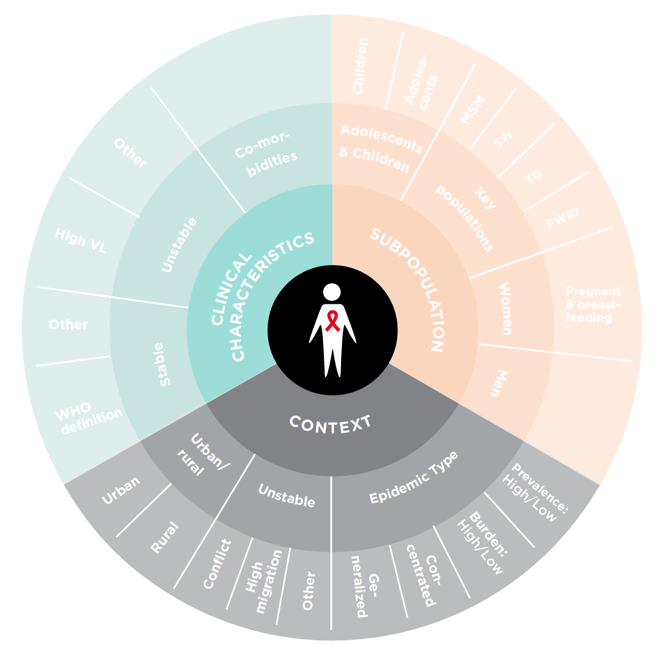 CLINICAL
CHARACTERISTICS
Co-mor-
bidities
Unstable
Other
High VL
Stable
Other
WHO
definition
SUBPOPULATION
Adolescents
& Children
Children
Adoles-
cents
Key
populations
MSM
SW
TG
PWID
Women
Pregnant
& breast-
feeding
Men
CONTEXT
Urban/
rural
Urban
Rural
Unstable
Conflict
High
migration
Other
Epidemic Type
Ge-
neralized
Con-
centrated
Burden:
High/Low
Prevalence:
High/Low